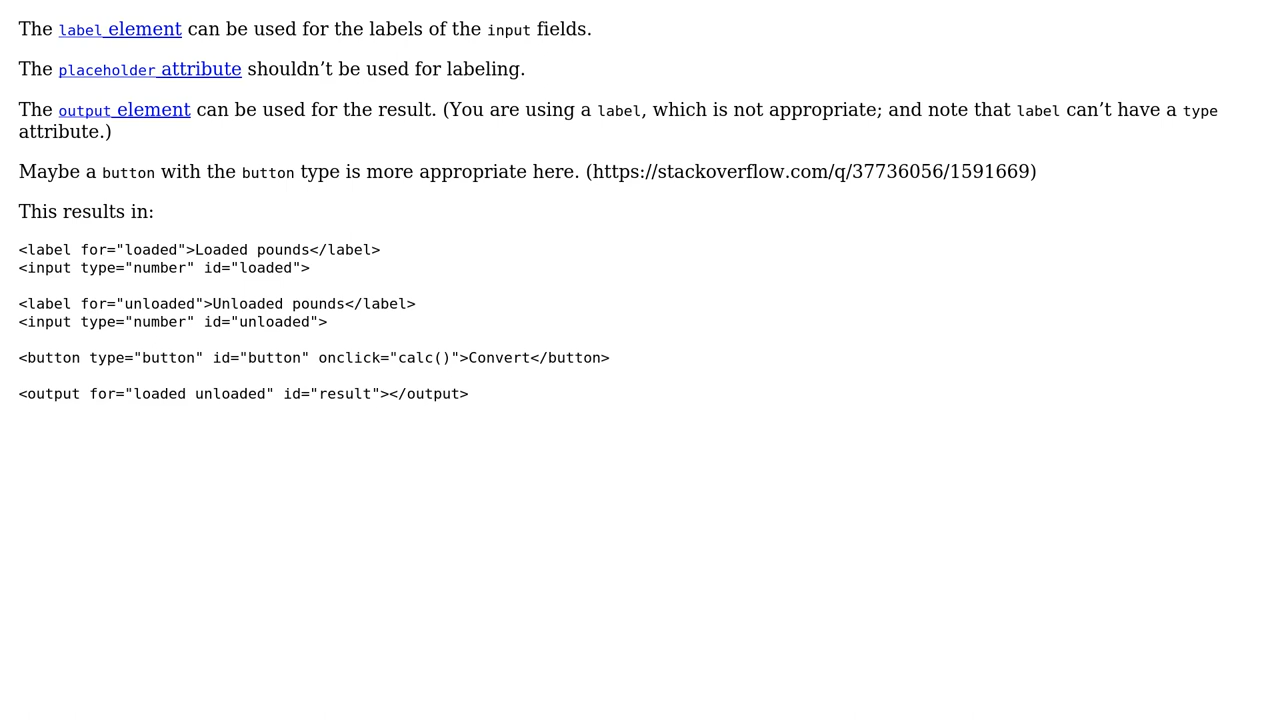 The label element can be used for the labels of the input fields.
The placeholder attribute shouldn’t be used for labeling.
The output element can be used for the result. (You are using a label, which is not appropriate; and note that label can’t have a type
attribute.)
Maybe a button with the button type is more appropriate here. (https://stackoverflow.com/q/37736056/1591669)
This results in:
<label for="loaded">Loaded pounds</label>
<input type="number" id="loaded">
<label for="unloaded">Unloaded pounds</label>
<input type="number" id="unloaded">
<button type="button" id="button" onclick="calc()">Convert</button>
<output for="loaded unloaded" id="result"></output>